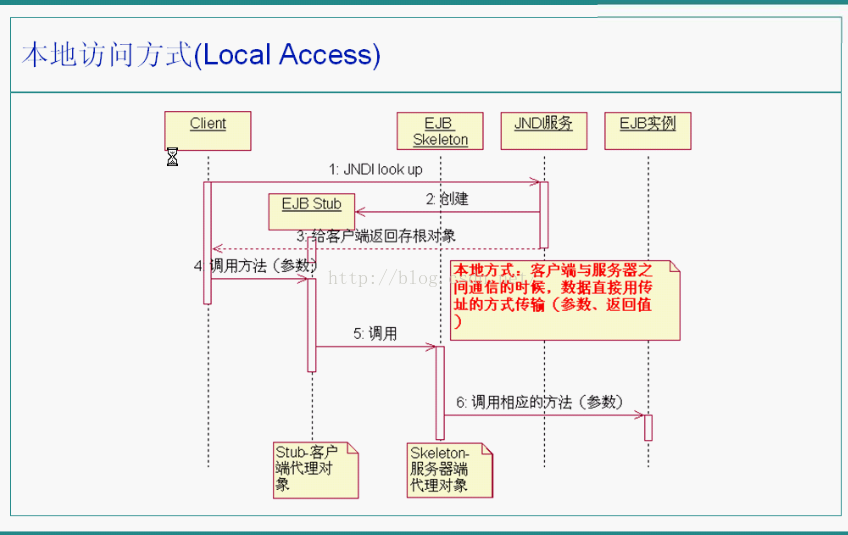 本地访问方式(Local Access)
Client
EJB
Skeleton
JNDI服务
EJB实例
1: JNDI look up
EJB Stub
2: 创建
3: 给客户端返回存根对象
4: 调用方法（参数）
http://blog.
本地方式：客户端与服务器之
间通信的时候，数据直接用传
址的方式传输（参数、返回值
）
5: 调用
6: 调用相应的方法（参数）
Stub-客户
端代理对
象
Skeleton-
服务器端
代理对象